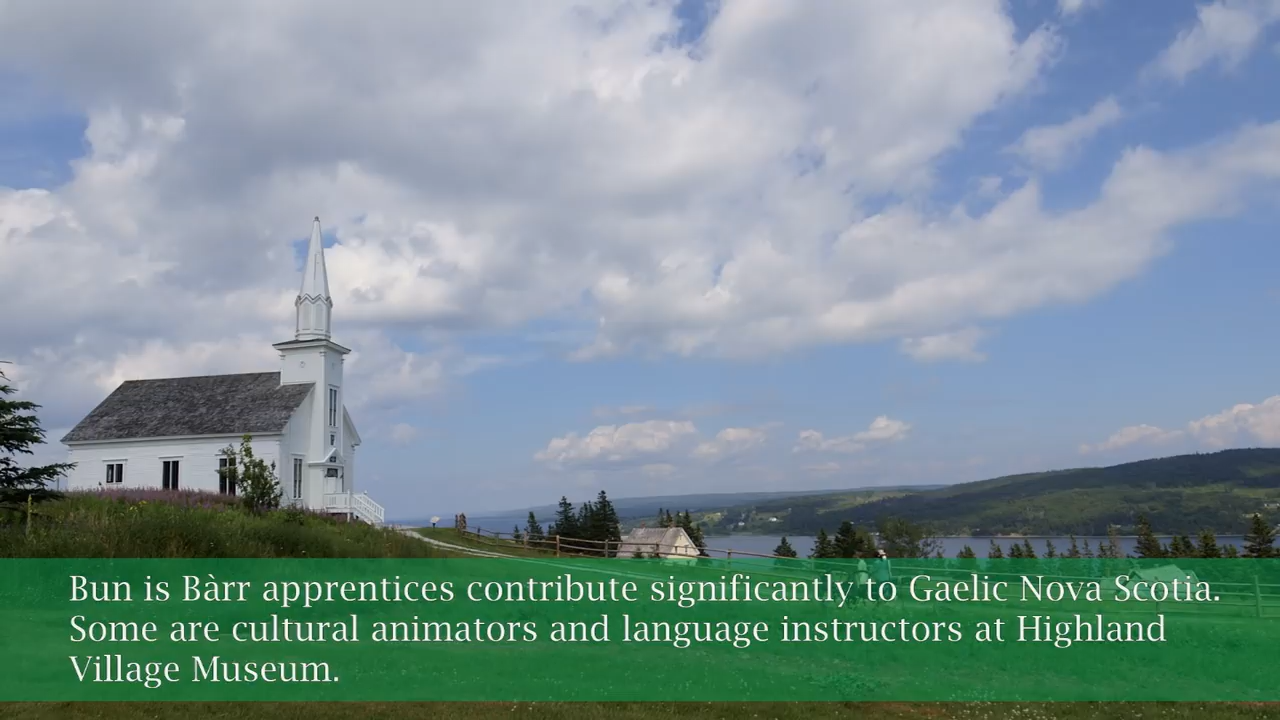 Bun is Bàrr apprentices contribute significantly to Gaelic Nova Scotia.
Some are cultural animators and language instructors at Highland
Village Museum.